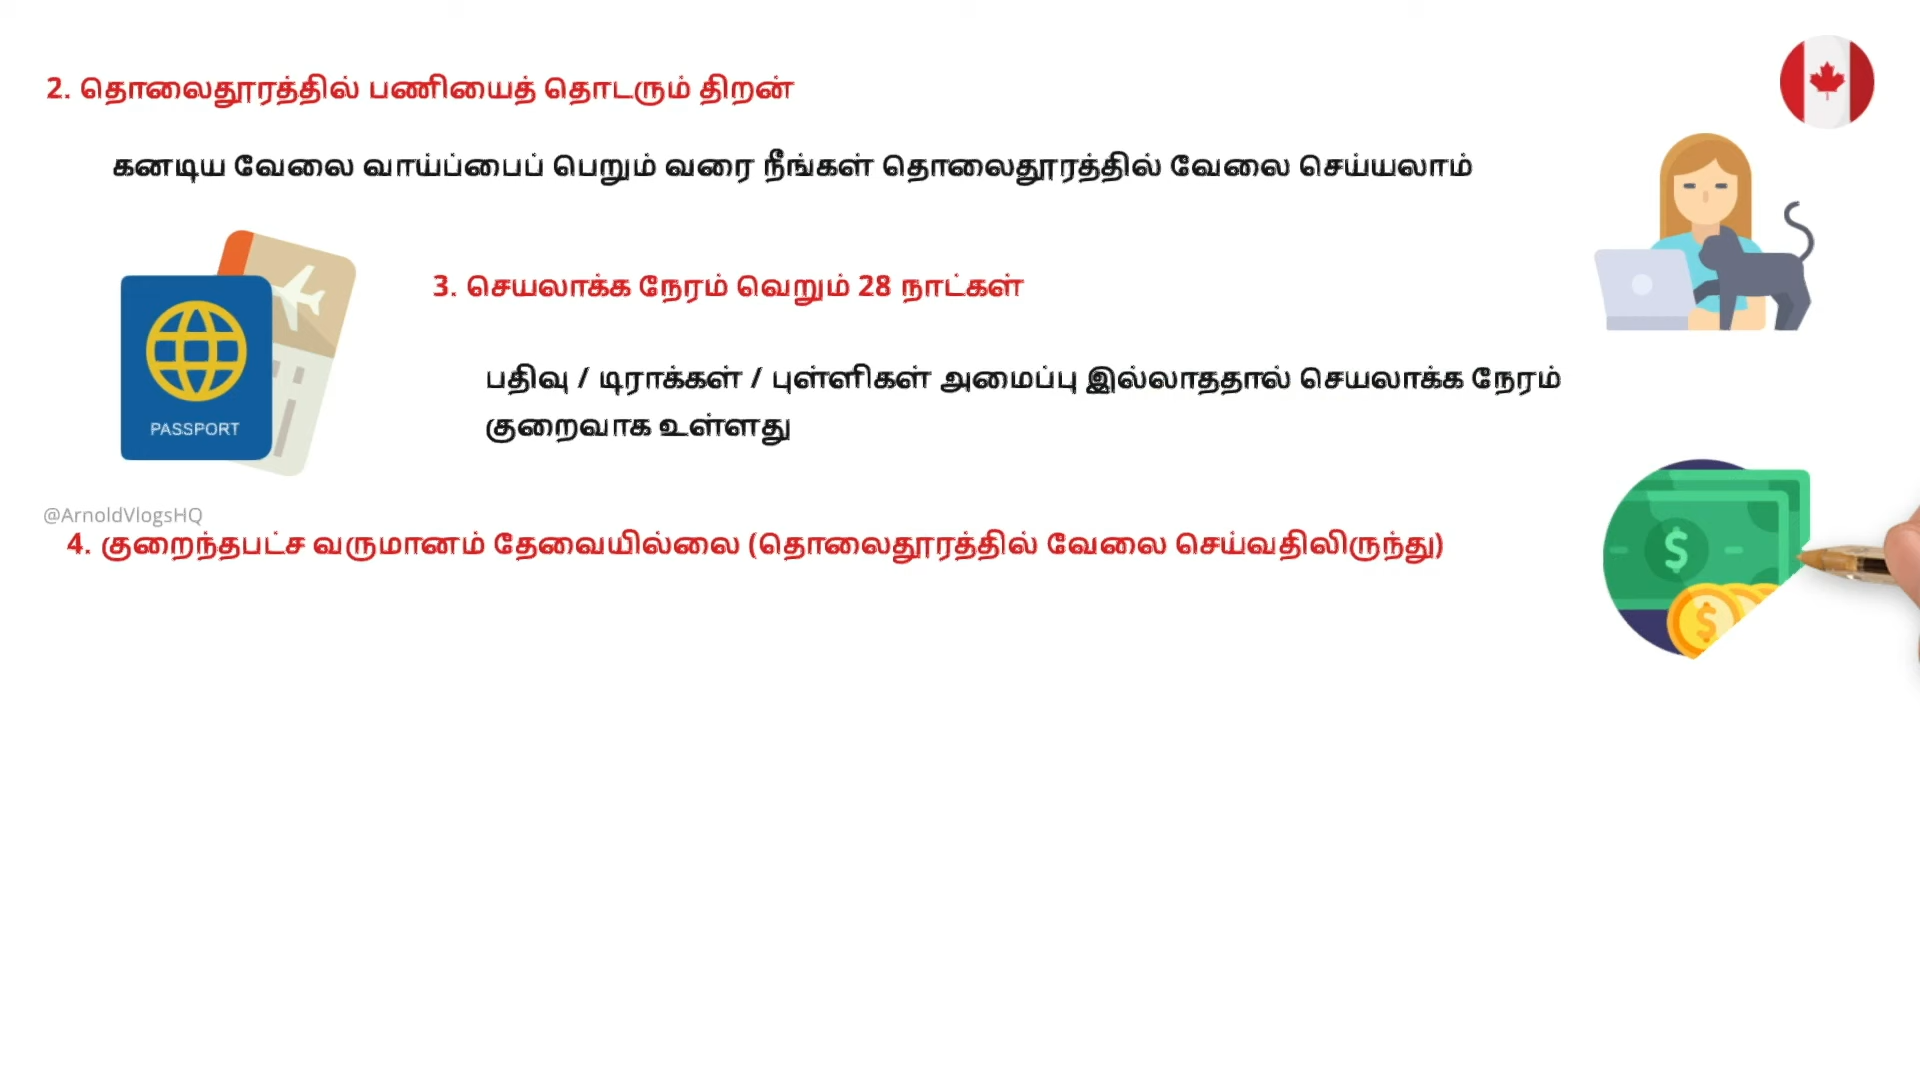 2. தொலைதூரத்தில் பணியைத் தொடரும் திறன்
கனடிய வேலை வாய்ப்பைப் பெறும் வரை நீங்கள் தொலைதூரத்தில் வேலை செய்யலாம்
3. செயலாக்க நேரம் வெறும் 28 நாட்கள்
பதிவு / டிராக்கள் / புள்ளிகள் அமைப்பு இல்லாததால் செயலாக்க நேரம்
குறைவாக உள்ளது
PASSPORT
@ArnoldVlogsHQ
4. குறைந்தபட்ச வருமானம் தேவையில்லை (தொலைதூரத்தில் வேலை செய்வதிலிருந்து)